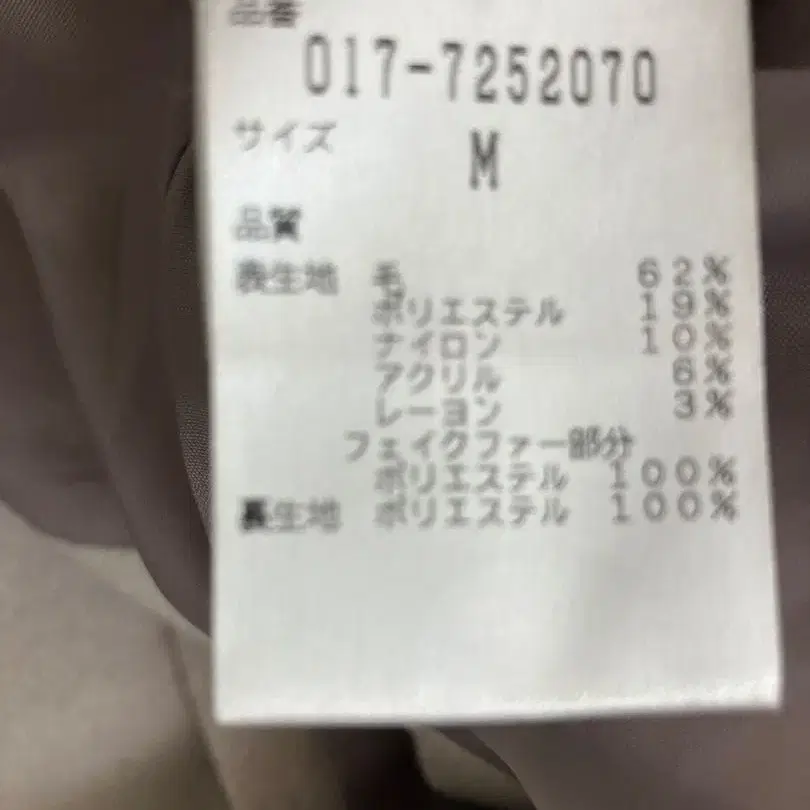 品番
017-7252070
サイズ M
品質
表生地 毛 62%
ポリエステル 19%
ナイロン 10%
アクリル 6%
レーヨン 3%
フェイクファー部分
ポリエステル 100%
裏生地 ポリエステル 100%